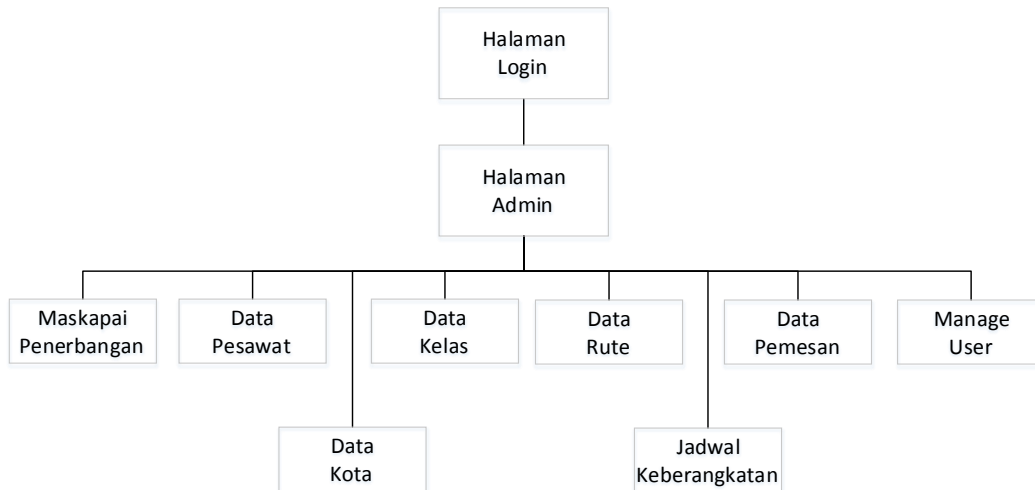 Halaman
Login
Halaman
Admin
Maskapai
Penerbangan
Data
Pesawat
Data
Kelas
Data
Rute
Data
Pemesan
Manage
User
Data
Kota
Jadwal
Keberangkatan